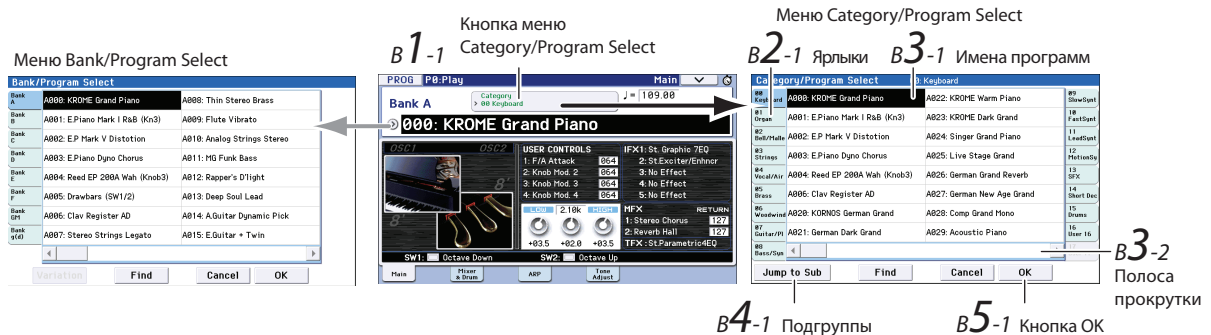 Меню Category/Program Select
Кнопка меню
Category/Program Select
B1-1
B2-1 Ярлыки
B3-1 Имена программ
Меню Bank/Program Select
Bank/Program Select
Bank A
A000: KROME Grand Piano
A008: Thin Stereo Brass
Bank B
A001: E.Piano Mark I R&B (Kn3)
A009: Flute Vibrato
Bank C
A002: E.P Mark V Distotion
A010: Analog Strings Stereo
Bank D
A003: E.Piano Dyno Chorus
A011: MG Funk Bass
Bank E
A004: Reed EP 200A Wah (Knob3)
A012: Rapper's D'light
Bank F
A005: Drawbars (SW1/2)
A013: Deep Soul Lead
Bank GM
A006: Clav Register AD
A014: A.Guitar Dynamic Pick
Bank g(d)
A007: Stereo Strings Legato
A015: E.Guitar + Twin
Variation
Find
Cancel
OK
PROG P0:Play
Main
Bank A
Category
> 00 Keyboard
♩= 109.00
000: KROME Grand Piano
OSC1
OSC2
8'
8'
USER CONTROLS
1: F/A Attack 064
2: Knob Mod. 2 064
3: Knob Mod. 3 064
4: Knob Mod. 4 064
LOW 2.10k HIGH
+03.5 +02.0 +03.5
IFX1: St. Graphic 7EQ
2: St.Exciter/Enhncr
3: No Effect
4: No Effect
5: No Effect
MFX RETURN
1: Stereo Chorus 127
2: Reverb Hall 127
TFX :St.Parametric4EQ
SW1: Octave Down
SW2: Octave Up
Main
Mixer & Drum
ARP
Tone Adjust
Category/Program Select
0: Keyboard
00 Keyboard
A000: KROME Grand Piano
A022: KROME Warm Piano
09 SlowSynt
01 Organ
A001: E.Piano Mark I R&B (Kn3)
A023: KROME Dark Grand
10 FastSynt
02 Bell/Malle
A002: E.P Mark V Distotion
A024: Singer Grand Piano
11 LeadSynt
03 Strings
A003: E.Piano Dyno Chorus
A025: Live Stage Grand
12 MotionSy
04 Vocal/Air
A004: Reed EP 200A Wah (Knob3)
A026: German Grand Reverb
13 SFX
05 Brass
A006: Clav Register AD
A027: German New Age Grand
14 Short Dec
06 Woodwind
A020: KORNOS German Grand
A028: Comp Grand Mono
15 Drums
07 Guitar/Pl
A021: German Dark Grand
A029: Acoustic Piano
16 User 16
08 Bass/Syn
Jump to Sub
Find
Cancel
OK
B3-2
Полоса
прокрутки
B4-1 Подгруппы
B5-1 Кнопка OK